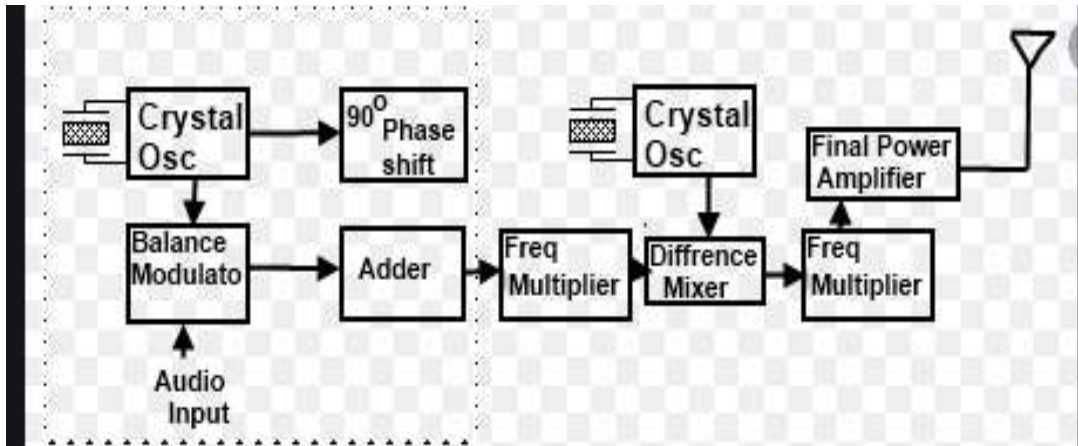 Crystal
Osc
90° Phase
shift
Crystal
Osc
Final Power
Amplifier
Balance
Modulato
Adder
Freq
Multiplier
Diffrence
Mixer
Freq
Multiplier
Audio
Input